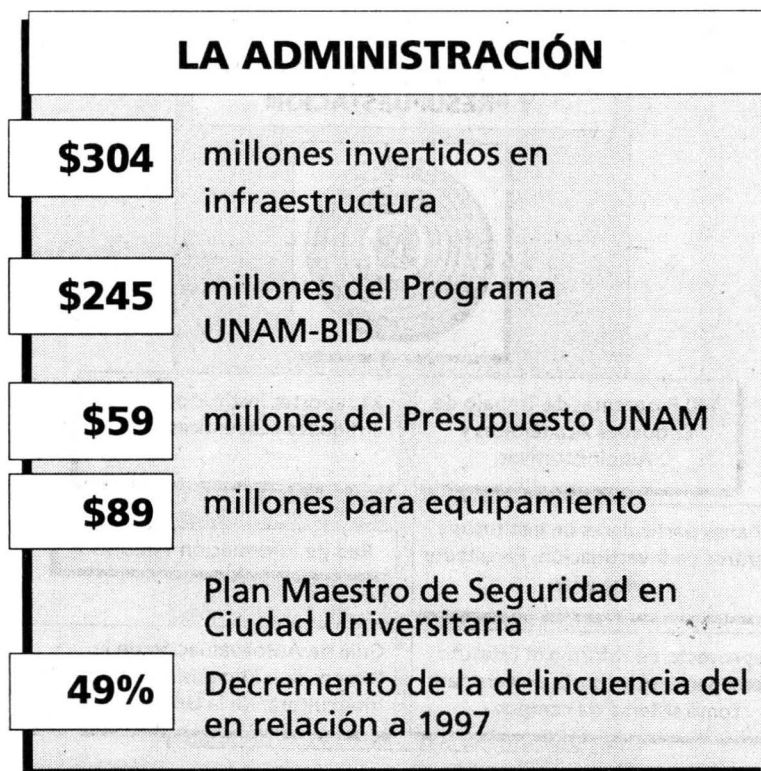 LA ADMINISTRACIÓN
$304 millones invertidos en
infraestructura
$245 millones del Programa
UNAM-BID
$59 millones del Presupuesto UNAM
$89 millones para equipamiento
Plan Maestro de Seguridad en
Ciudad Universitaria
49% Decremento de la delincuencia del
en relación a 1997